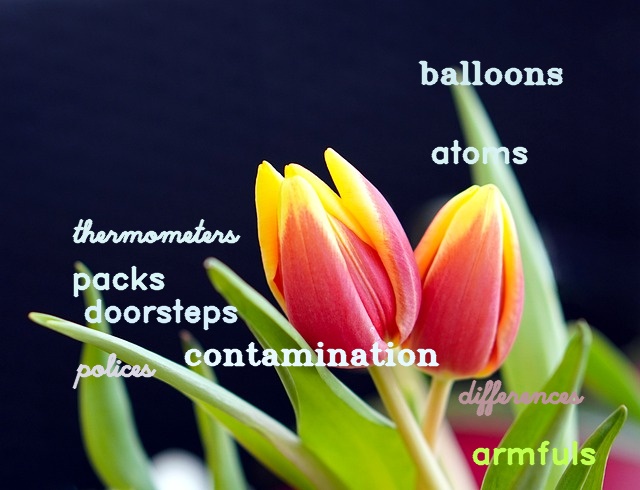 balloons
atoms
thermometers
packs
doorsteps
contamination
polices
differences
armfuls